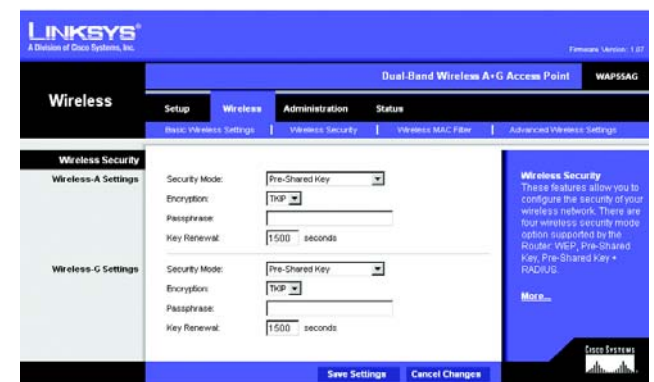 LINKSYS®
A Division of Cisco Systems, Inc.
Firmware Version: 1.07
Dual-Band Wireless A+G Access Point WAP55AG
Wireless
Setup Wireless Administration Status
Basic Wireless Settings | Wireless Security | Wireless MAC Filter | Advanced Wireless Settings
Wireless Security
Wireless-A Settings
Security Mode: Pre-Shared Key
Encryption: TKIP
Passphrase:
Key Renewal: 1500 seconds
Wireless-G Settings
Security Mode: Pre-Shared Key
Encryption: TKIP
Passphrase:
Key Renewal: 1500 seconds
Wireless Security
These features allow you to
configure the security of your
wireless network. There are
four wireless security mode
option supported by the
Router: WEP, Pre-Shared
Key, Pre-Shared Key +
RADIUS.
More...
Save Settings Cancel Changes
CISCO SYSTEMS